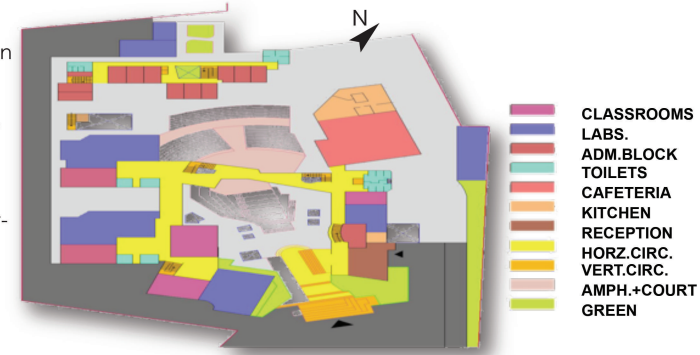 N
n
r-
CLASSROOMS
LABS.
ADM.BLOCK
TOILETS
CAFETERIA
KITCHEN
RECEPTION
HORZ.CIRC.
VERT.CIRC.
AMPH.+COURT
GREEN